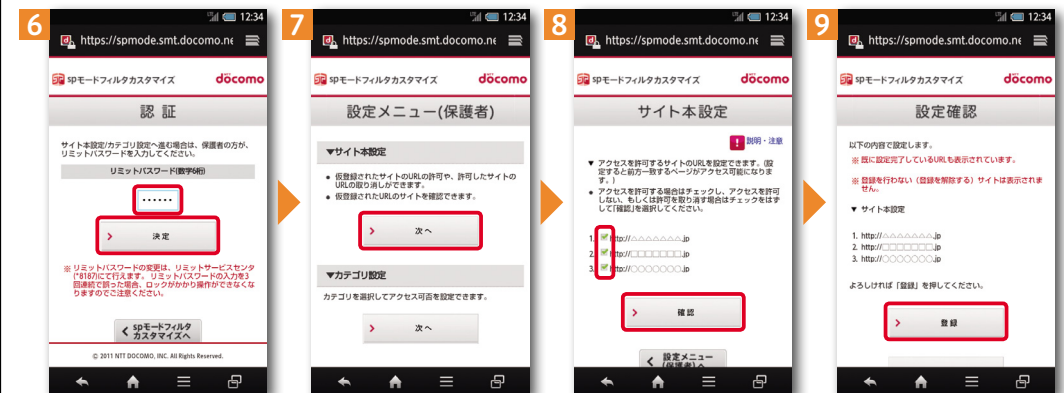 6
12:34
https://spmode.smt.docomo.ne
spモードフィルタカスタマイズ
döcomo
認 証
サイト本設定/カテゴリ設定へ進む場合は、保護者の方が、
リミットパスワードを入力してください。
リミットパスワード(数字6桁)
••••••
決 定
※ リミットパスワードの変更は、リミットサービスセンタ
(*8187)にて行えます。 リミットパスワードの入力を3
回連続で誤った場合、ロックがかかり操作ができなくな
りますのでご注意ください。
spモードフィルタ
カスタマイズへ
© 2011 NTT DOCOMO, INC. All Rights Reserved.
7
12:34
https://spmode.smt.docomo.ne
spモードフィルタカスタマイズ
döcomo
設定メニュー(保護者)
▼サイト本設定
● 仮登録されたサイトのURLの許可や、許可したサイトの
URLの取り消しができます。
● 仮登録されたURLのサイトを確認できます。
次 へ
▼カテゴリ設定
カテゴリを選択してアクセス可否を設定できます。
次 へ
8
12:34
https://spmode.smt.docomo.ne
spモードフィルタカスタマイズ
döcomo
サイト本設定
! 説明・注意
▼ アクセスを許可するサイトのURLを設定できます。(設
定すると前方一致するページがアクセス可能になりま
す。)
● アクセスを許可する場合はチェックし、アクセスを許可
しない、もしくは許可を取り消す場合はチェックをはず
して「確認」を選択してください。
1. http://△△△△△△△.jp
2. http://□□□□□□□.jp
3. http://○○○○○○○.jp
確 認
設定メニュー
(保護者)へ
9
12:34
https://spmode.smt.docomo.ne
spモードフィルタカスタマイズ
döcomo
設定確認
以下の内容で設定します。
※ 既に設定完了しているURLも表示されています。
※ 登録を行わない（登録を解除する）サイトは表示されま
せん。
▼ サイト本設定
1. http://△△△△△△△.jp
2. http://□□□□□□□.jp
3. http://○○○○○○○.jp
よろしければ「登録」を押してください。
登 録